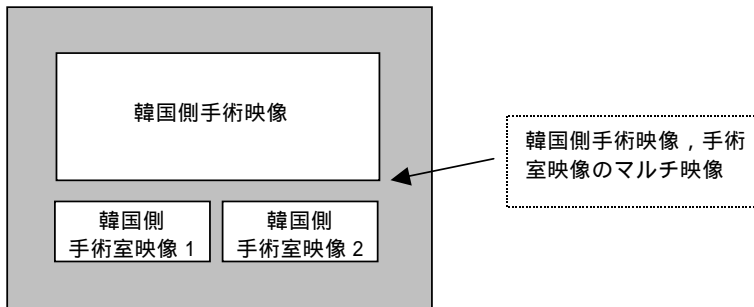 韓国側手術映像
韓国側手術映像，手術
室映像のマルチ映像
韓国側
手術室映像１
韓国側
手術室映像２